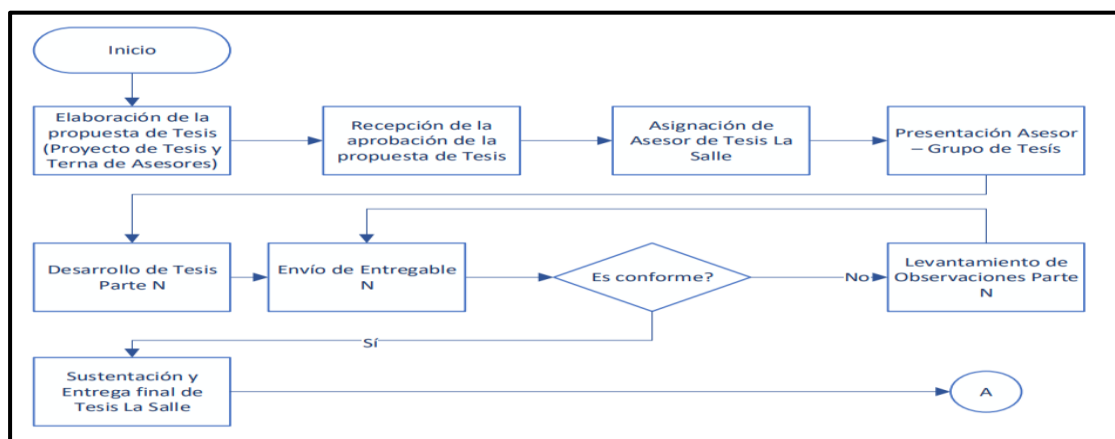 Inicio
Elaboración de la
propuesta de Tesis
(Proyecto de Tesis y
Terna de Asesores)
Recepción de la
aprobación de la
propuesta de Tesis
Asignación de
Asesor de Tesis La
Salle
Presentación Asesor
– Grupo de Tesís
Desarrollo de Tesis
Parte N
Envío de Entregable
N
Es conforme?
No
Levantamiento de
Observaciones Parte
N
Sí
Sustentación y
Entrega final de
Tesis La Salle
A